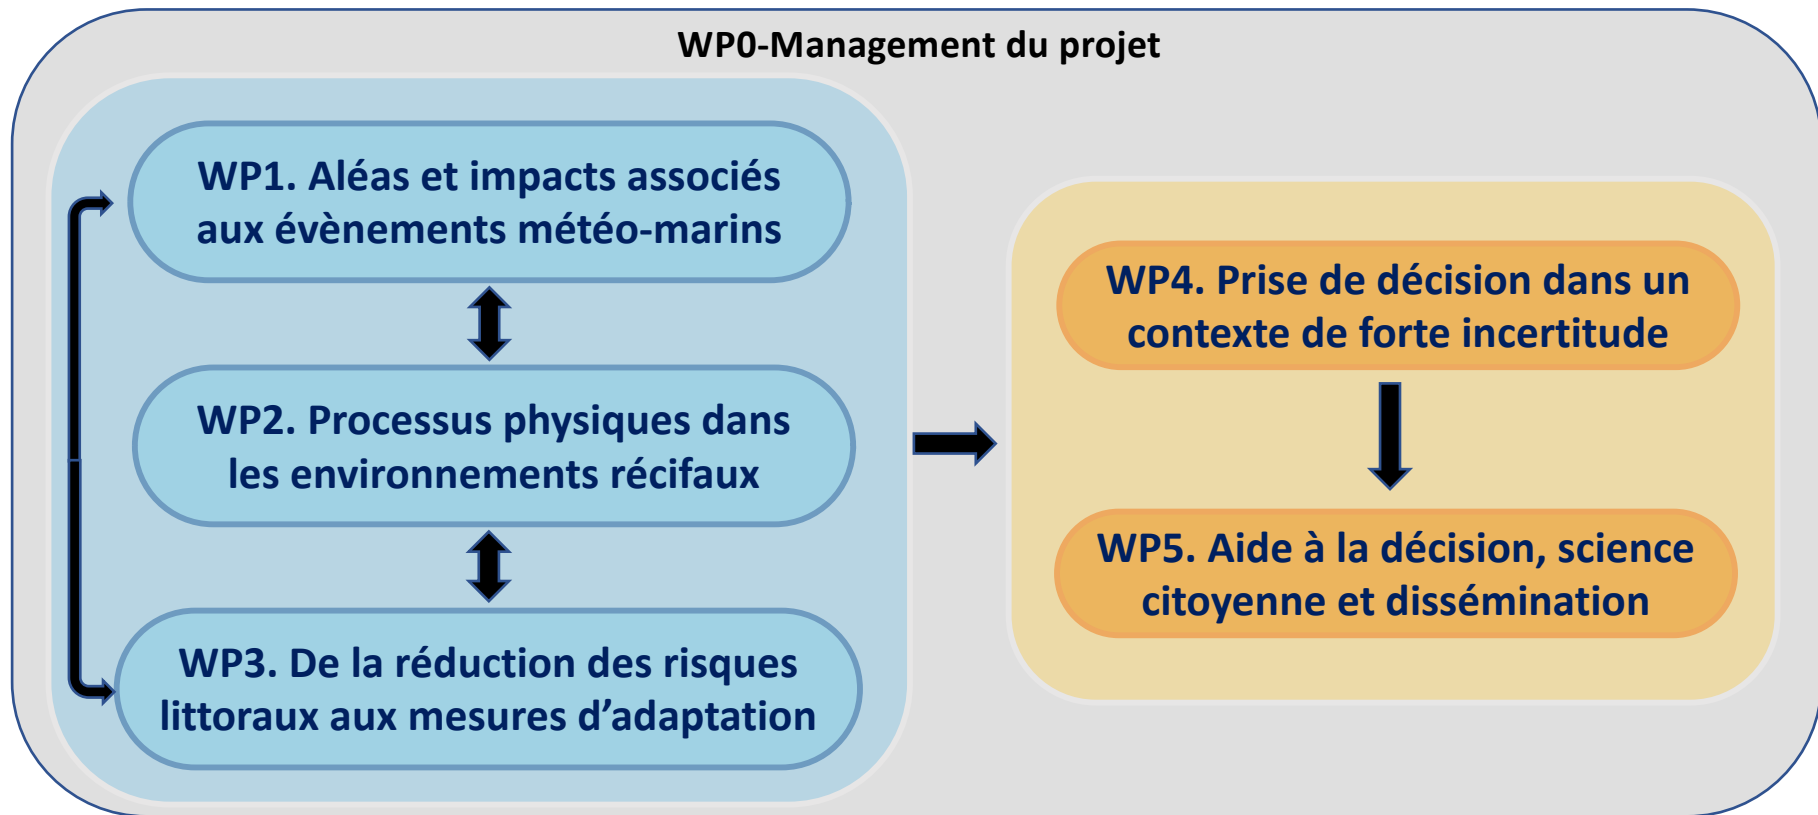 WP0-Management du projet
WP1. Aléas et impacts associés
aux évènements météo-marins
WP2. Processus physiques dans
les environnements récifaux
WP3. De la réduction des risques
littoraux aux mesures d’adaptation
WP4. Prise de décision dans un
contexte de forte incertitude
WP5. Aide à la décision, science
citoyenne et dissémination